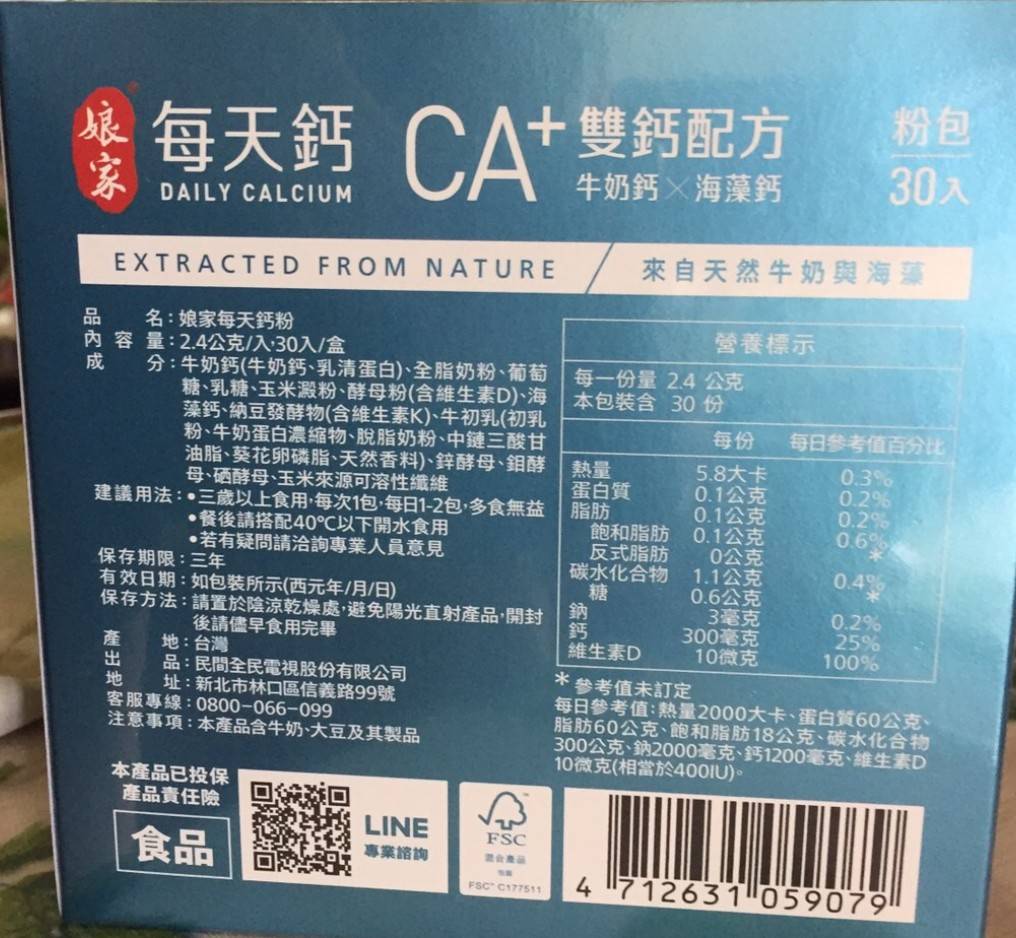 娘家
每天鈣
DAILY CALCIUM
CA+ 雙鈣配方
牛奶鈣×海藻鈣
粉包
30入
EXTRACTED FROM NATURE / 來自天然牛奶與海藻
品名：娘家每天鈣粉
內容量：2.4公克/入·30入/盒
成分：牛奶鈣(牛奶鈣、乳清蛋白)、全脂奶粉、葡萄
糖、乳糖、玉米澱粉、酵母粉(含維生素D)、海
藻鈣、納豆發酵物(含維生素K)、牛初乳(初乳
粉、牛奶蛋白濃縮物、脫脂奶粉、中鏈三酸甘
油脂、葵花卵磷脂、天然香料)、鋅酵母、鉬酵
母、硒酵母、玉米來源可溶性纖維
建議用法：•三歲以上食用，每次1包，每日1-2包，多食無益
•餐後請搭配40℃以下開水食用
•若有疑問請洽詢專業人員意見
保存期限：三年
有效日期：如包裝所示(西元年/月/日)
保存方法：請置於陰涼乾燥處，避免陽光直射產品，開封
後請儘早食用完畢
產地：台灣
出品：民間全民電視股份有限公司
地址：新北市林口區信義路99號
客服專線：0800-066-099
注意事項：本產品含牛奶、大豆及其製品
營養標示
每一份量 2.4 公克
本包裝含 30 份
每份 每日參考值百分比
熱量 5.8大卡 0.3%
蛋白質 0.1公克 0.2%
脂肪 0.1公克 0.2%
飽和脂肪 0.1公克 0.6%
反式脂肪 0公克 *
碳水化合物 1.1公克 0.4%
糖 0.6公克 *
鈉 3毫克 0.2%
鈣 300毫克 25%
維生素D 10微克 100%
* 參考值未訂定
每日參考值：熱量2000大卡、蛋白質60公克、
脂肪60公克、飽和脂肪18公克、碳水化合物
300公克、鈉2000毫克、鈣1200毫克、維生素D
10微克(相當於400IU)。
本產品已投保
產品責任險
食品
LINE
專業諮詢
FSC
混合產品
FSC™ C177511
4 712631 059079